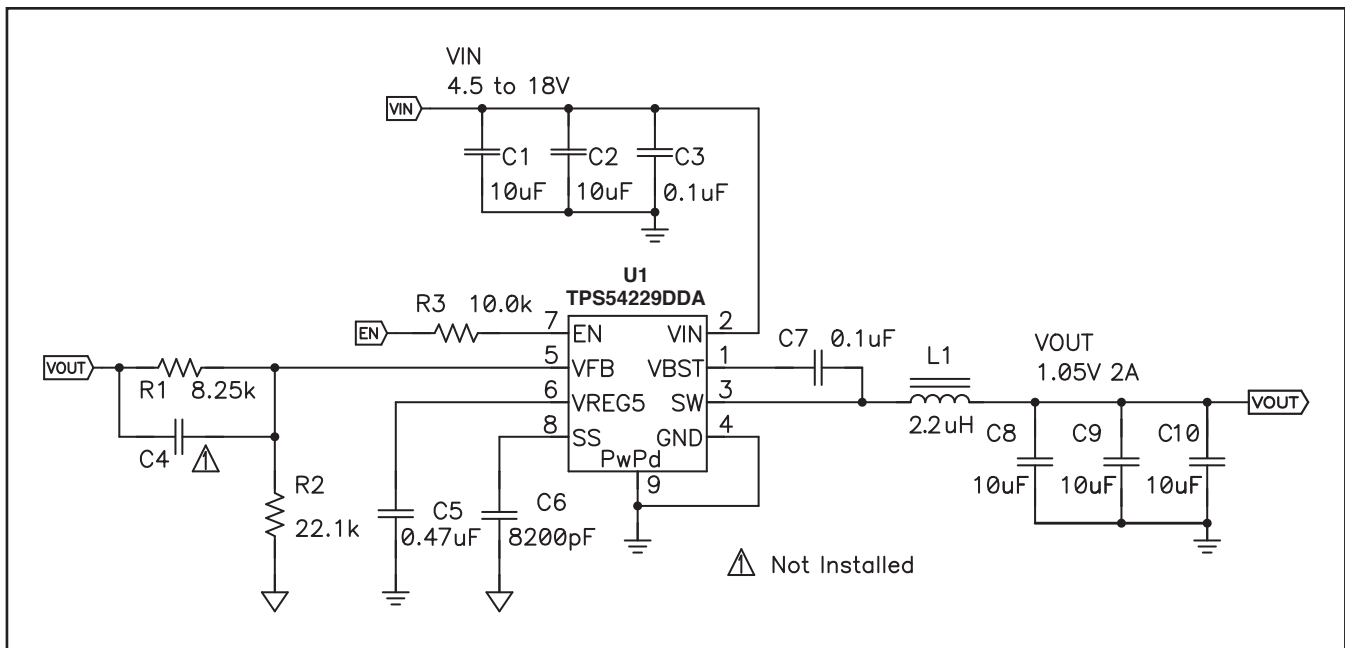 VIN
4.5 to 18V
VIN
C1
C2
C3
10uF
10uF
0.1uF
U1
TPS54229DDA
R3 10.0k
EN
7
EN
VIN
2
C7
0.1uF
L1
VOUT
1.05V 2A
VOUT
5
VFB
VBST
1
R1 8.25k
6
VREG5
SW
3
2.2uH
VOUT
8
SS
GND
4
C8
C9
C10
C4
1
PwPd
9
10uF
10uF
10uF
R2
22.1k
C5
0.47uF
C6
8200pF
1 Not Installed